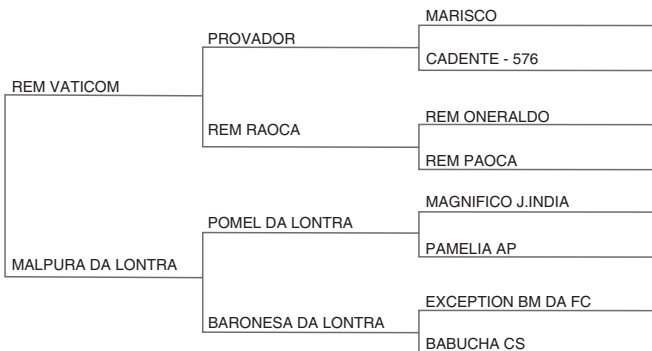 MARISCO
PROVADOR
CADENTE - 576
REM VATICOM
REM ONERALDO
REM RAOCA
REM PAOCA
MAGNIFICO J.INDIA
POMEL DA LONTRA
PAMELIA AP
MALPURA DA LONTRA
EXCEPTION BM DA FC
BARONESA DA LONTRA
BABUCHA CS